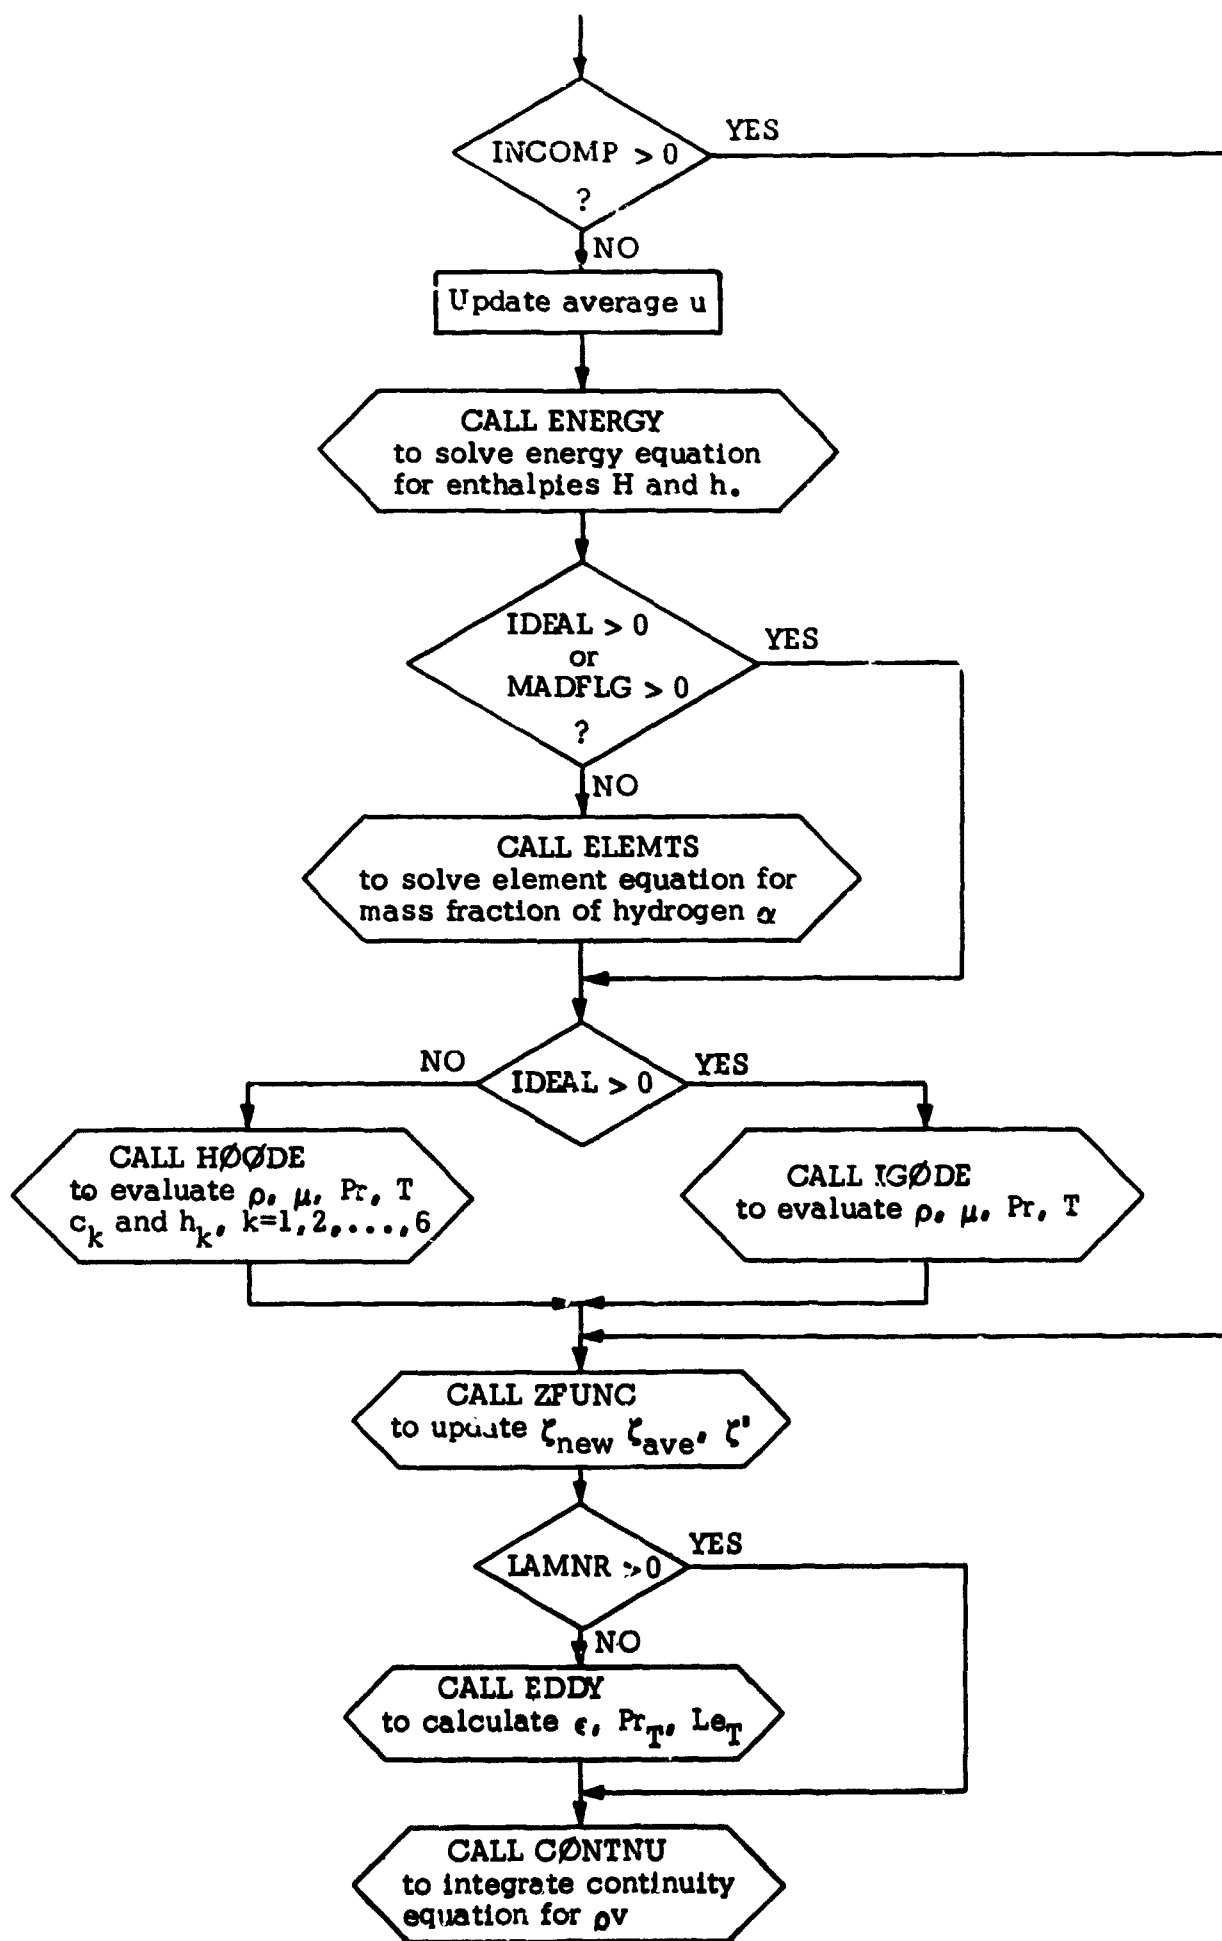 INCOMP > 0
?
YES
NO
Update average u
CALL ENERGY
to solve energy equation
for enthalpies H and h.
IDEAL > 0
or
MADFLG > 0
?
YES
NO
CALL ELEMTS
to solve element equation for
mass fraction of hydrogen α
NO
IDEAL > 0
YES
CALL HØØDE
to evaluate ρ, μ, Pr, T
c_k and h_k, k=1,2,...,6
CALL IGØDE
to evaluate ρ, μ, Pr, T
CALL ZFUNC
to update ζ_new ζ_ave, ζ'
LAMNR >0
YES
NO
CALL EDDY
to calculate ϵ, Pr_T, Le_T
CALL CØNTNU
to integrate continuity
equation for ρv